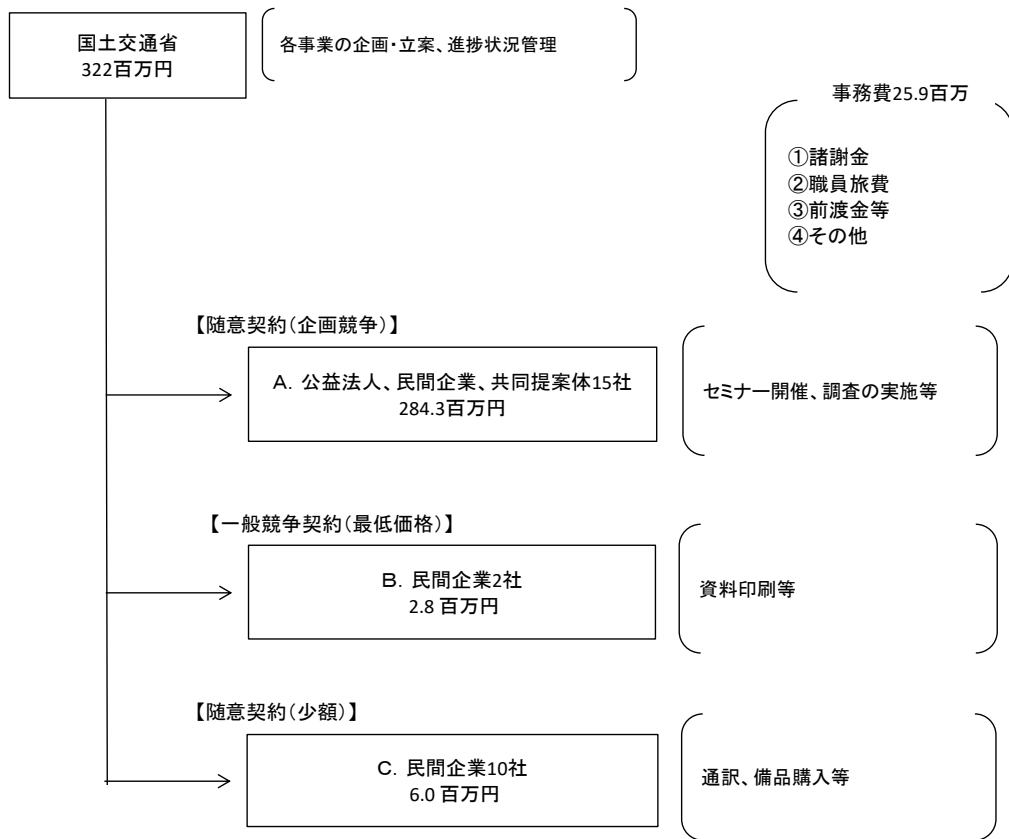 国土交通省
322百万円
各事業の企画・立案、進捗状況管理
事務費25.9百万
①諸謝金
②職員旅費
③前渡金等
④その他
【随意契約(企画競争)】
A. 公益法人、民間企業、共同提案体15社
284.3百万円
セミナー開催、調査の実施等
【一般競争契約(最低価格)】
B. 民間企業2社
2.8 百万円
資料印刷等
【随意契約(少額)】
C. 民間企業10社
6.0 百万円
通訳、備品購入等